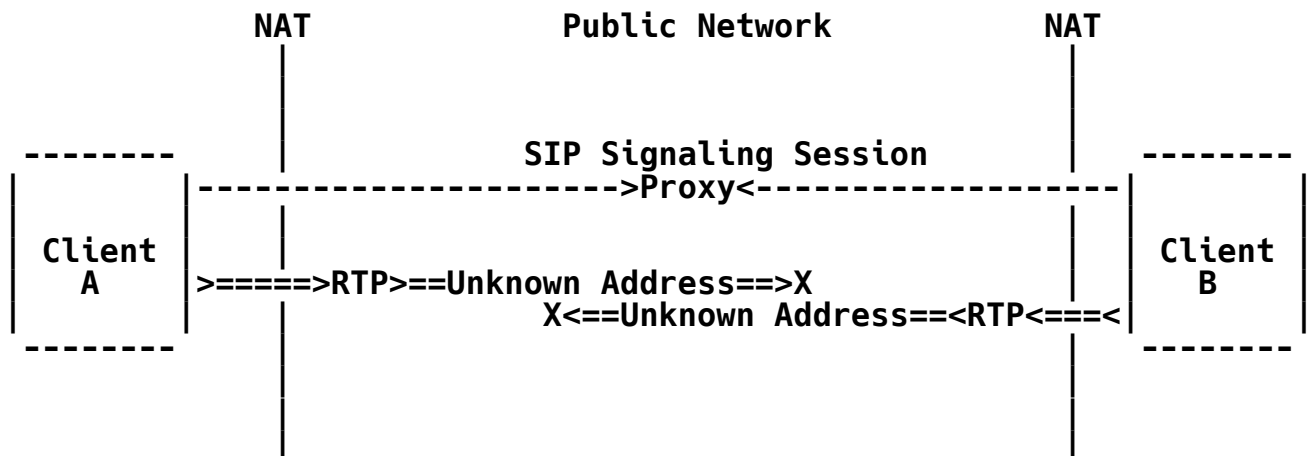 NAT Public Network NAT
SIP Signaling Session
--------------------->Proxy<-------------------
Client Client
A >=====>RTP>==Unknown Address==>X B
X<==Unknown Address==<RTP<===<